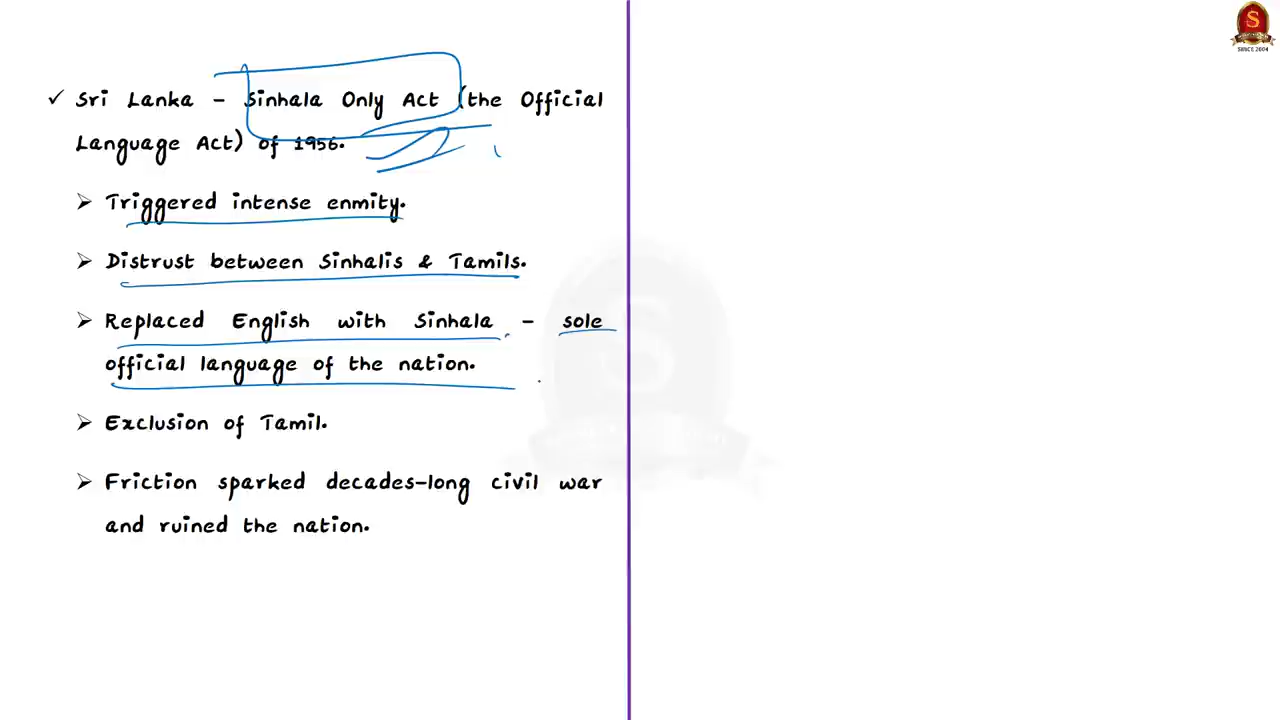 ✓ Sri Lanka – Sinhala Only Act (the Official
Language Act) of 1956.
➢ Triggered intense enmity.
➢ Distrust between Sinhalis & Tamils.
➢ Replaced English with Sinhala – sole
official language of the nation.
➢ Exclusion of Tamil.
➢ Friction sparked decades-long civil war
and ruined the nation.
S
SINCE 2004